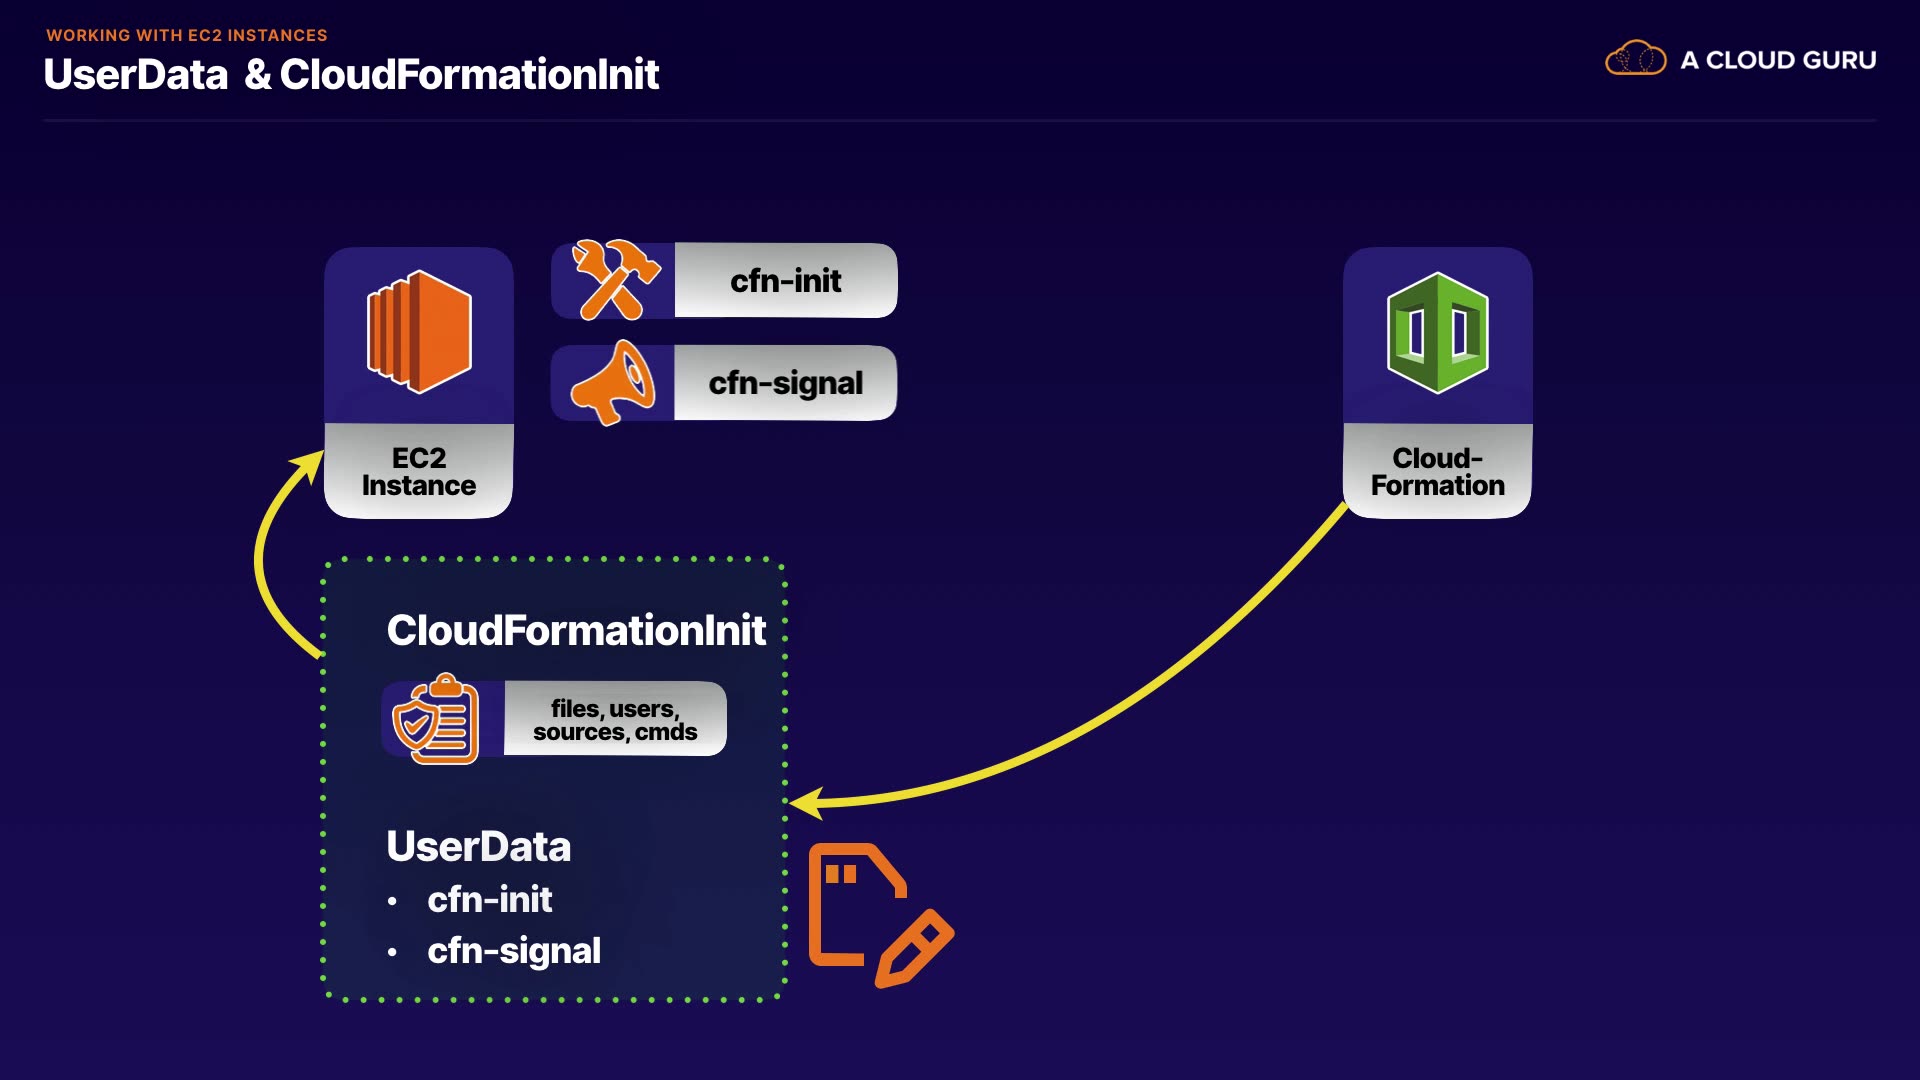 WORKING WITH EC2 INSTANCES
UserData & CloudFormationInit
A CLOUD GURU
cfn-init
cfn-signal
EC2
Instance
Cloud-
Formation
CloudFormationInit
files, users,
sources, cmds
UserData
• cfn-init
• cfn-signal